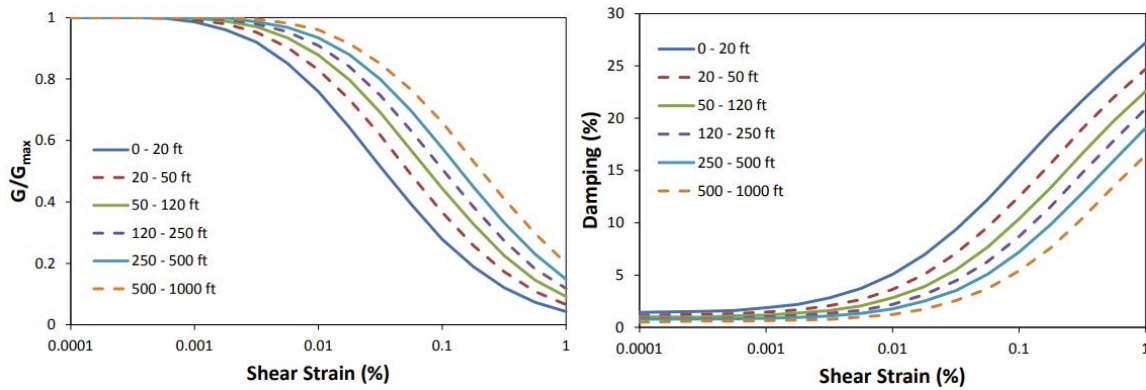 G/Gmax
1
0.8
0.6
0.4
0.2
0
0 - 20 ft
20 - 50 ft
50 - 120 ft
120 - 250 ft
250 - 500 ft
500 - 1000 ft
0.0001
0.001
0.01
0.1
1
Shear Strain (%)
Damping (%)
30
25
20
15
10
5
0
0 - 20 ft
20 - 50 ft
50 - 120 ft
120 - 250 ft
250 - 500 ft
500 - 1000 ft
0.0001
0.001
0.01
0.1
1
Shear Strain (%)